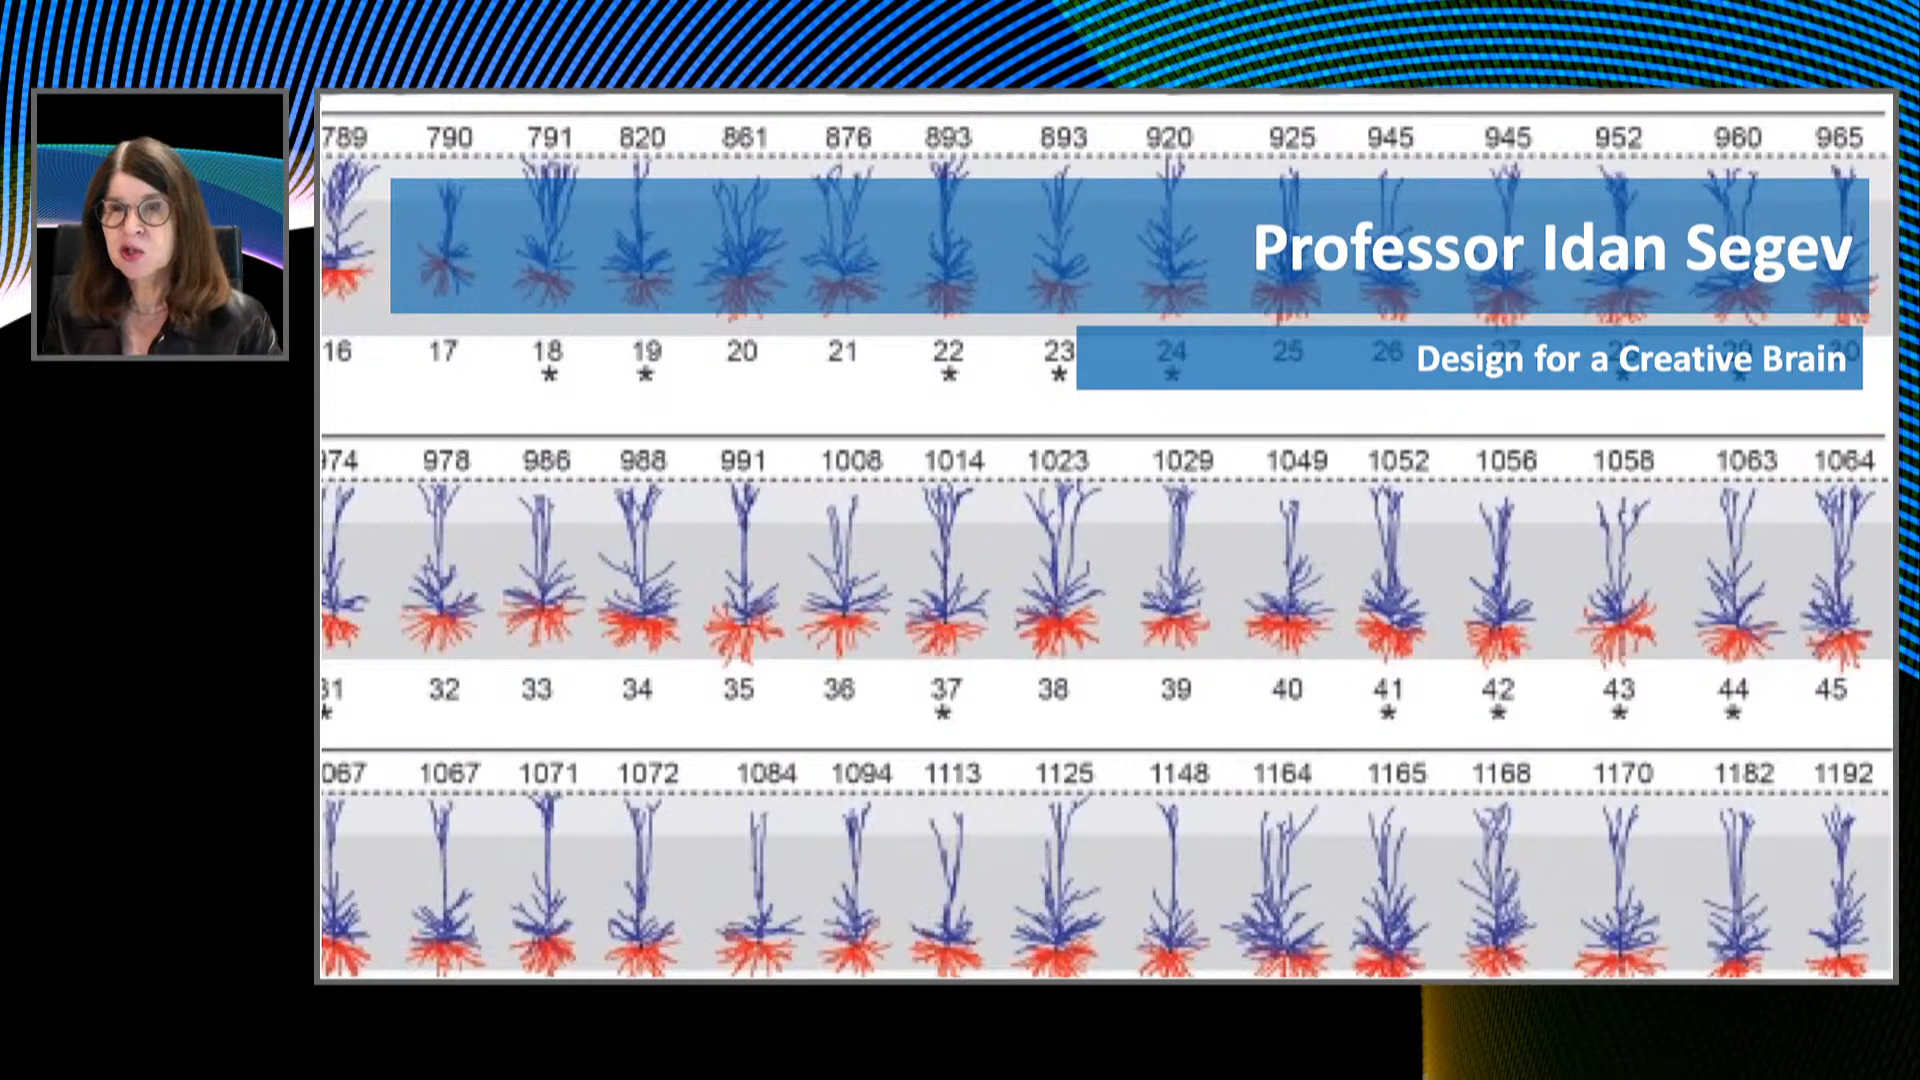 789 790 791 820 861 876 893 893 920 925 945 945 952 960 965
Professor Idan Segev
16 17 18 19 20 21 22 23 24 25 26 27 28 29 30
* * * * * * *
Design for a Creative Brain
974 978 986 988 991 1008 1014 1023 1029 1049 1052 1056 1058 1063 1064
31 32 33 34 35 36 37 38 39 40 41 42 43 44 45
* * * * * *
1067 1067 1071 1072 1084 1094 1113 1125 1148 1164 1165 1168 1170 1182 1192